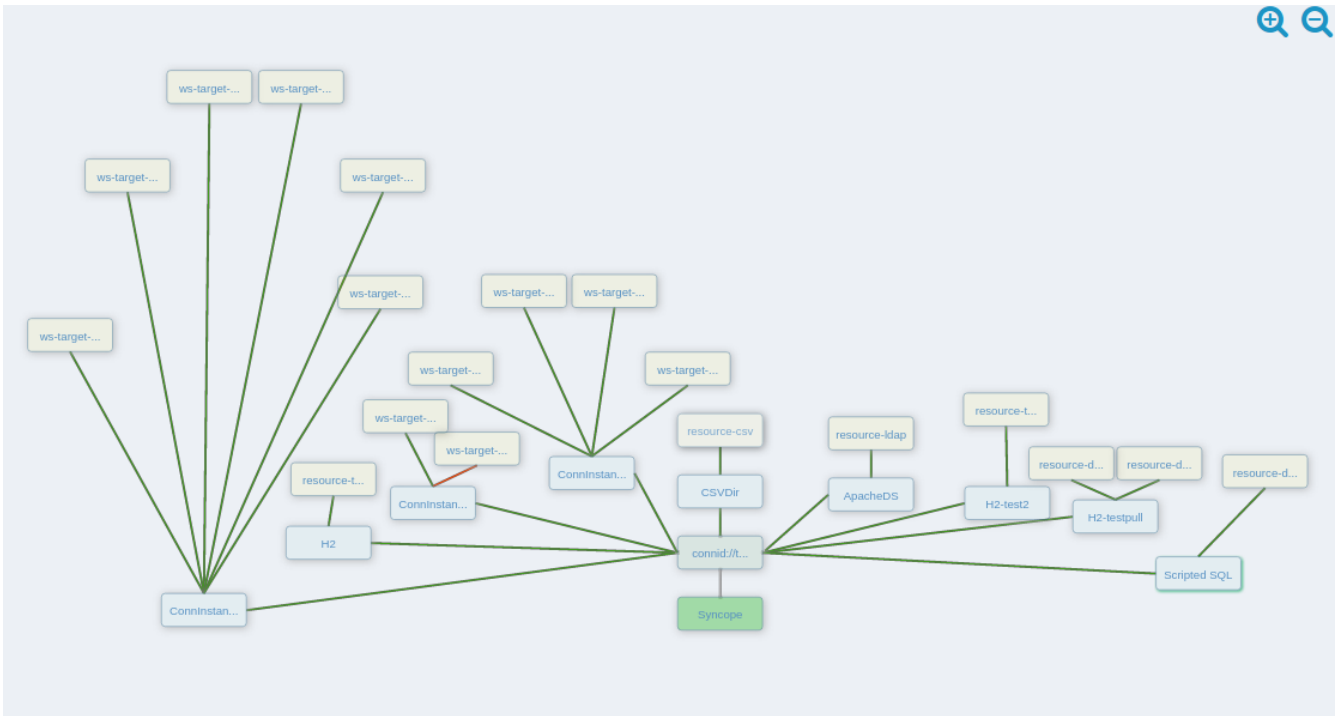 ws-target-...
ws-target-...
ws-target-...
ws-target-...
ws-target-...
ws-target-...
ws-target-...
ws-target-...
ws-target-...
ws-target-...
ws-target-...
ws-target-...
resource-csv
resource-ldap
resource-t...
resource-d...
resource-d...
resource-d...
resource-t...
ConnInstan...
ConnInstan...
CSVDir
ApacheDS
H2-test2
H2-testpull
H2
connid://t...
Scripted SQL
ConnInstan...
Syncope